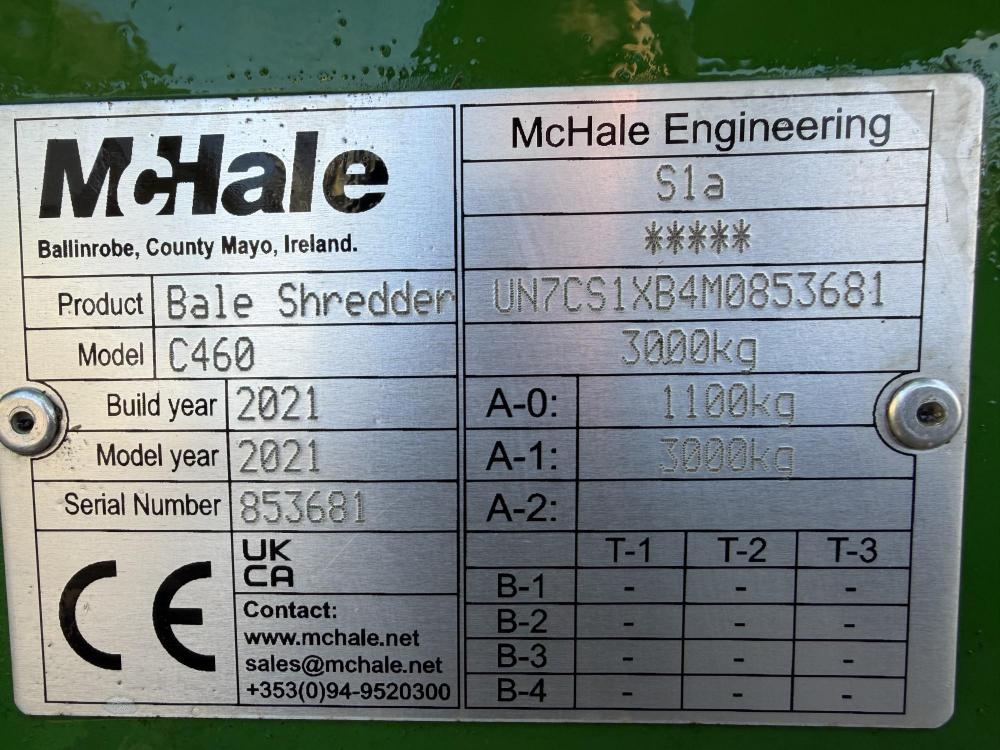 McHale
Ballinrobe, County Mayo, Ireland.
Product Bale Shredder
Model C460
Build year 2021
Model year 2021
Serial Number 853681
CE
UK
CA
Contact:
www.mchale.net
sales@mchale.net
+353(0)94-9520300
McHale Engineering
S1a
*****
UN7CS1XB4M0853681
3000kg
A-0: 1100kg
A-1: 3000kg
A-2:
T-1 T-2 T-3
B-1 - - -
B-2 - - -
B-3 - - -
B-4 - - -